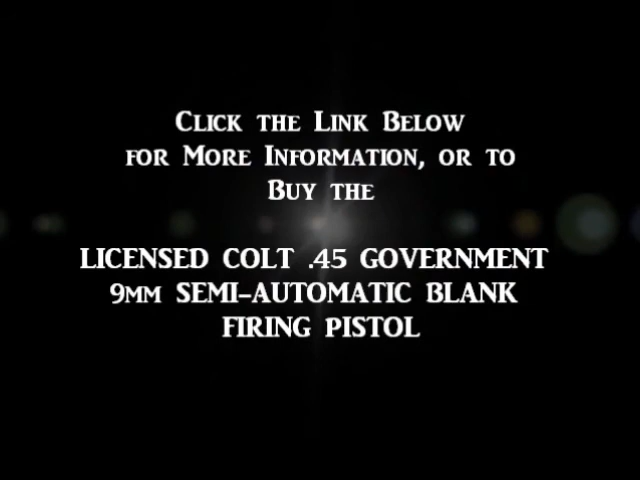 Click the Link Below
for More Information, or to
Buy the
LICENSED COLT .45 GOVERNMENT
9mm SEMI-AUTOMATIC BLANK
FIRING PISTOL